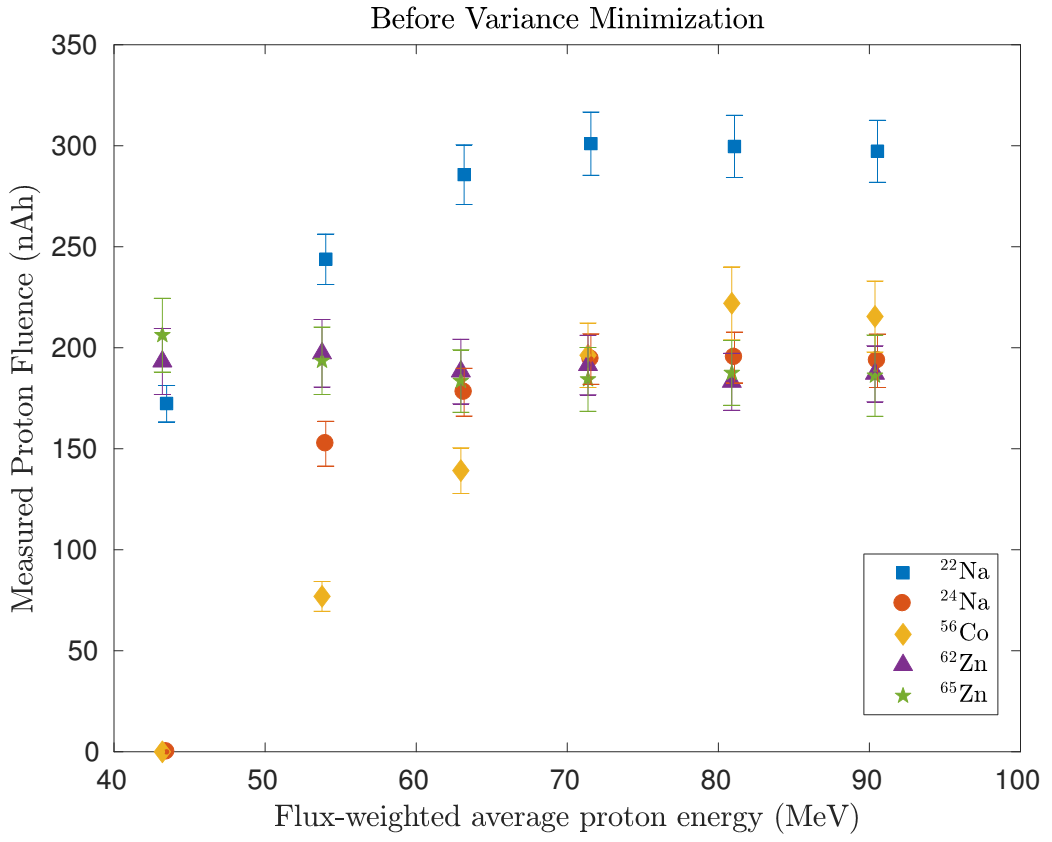 Before Variance Minimization
Measured Proton Fluence (nAh)
350
300
250
200
150
100
50
0
40
50
60
70
80
90
100
Flux-weighted average proton energy (MeV)
²²Na
²⁴Na
⁵⁶Co
⁶²Zn
⁶⁵Zn